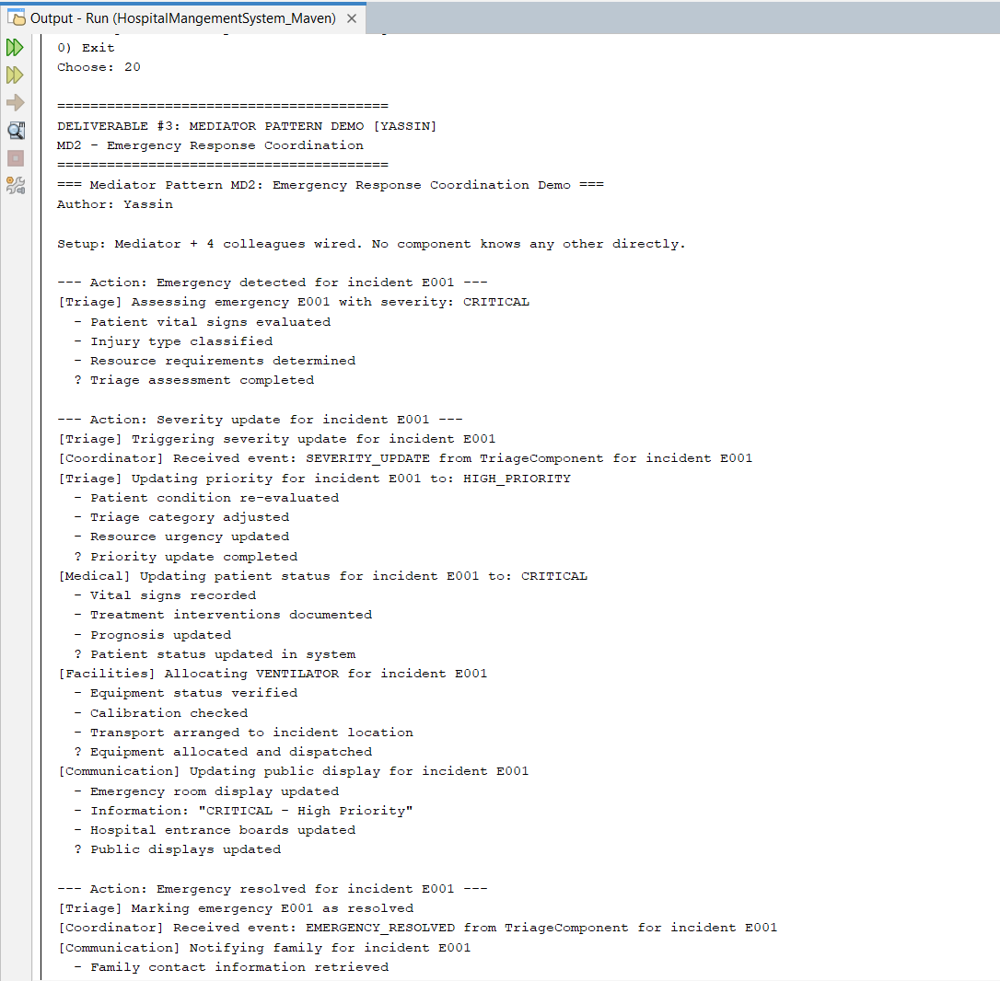 Output - Run (HospitalMangementSystem_Maven)
0) Exit
Choose: 20
========================================
DELIVERABLE #3: MEDIATOR PATTERN DEMO [YASSIN]
MD2 - Emergency Response Coordination
========================================
=== Mediator Pattern MD2: Emergency Response Coordination Demo ===
Author: Yassin
Setup: Mediator + 4 colleagues wired. No component knows any other directly.
--- Action: Emergency detected for incident E001 ---
[Triage] Assessing emergency E001 with severity: CRITICAL
- Patient vital signs evaluated
- Injury type classified
- Resource requirements determined
? Triage assessment completed
--- Action: Severity update for incident E001 ---
[Triage] Triggering severity update for incident E001
[Coordinator] Received event: SEVERITY_UPDATE from TriageComponent for incident E001
[Triage] Updating priority for incident E001 to: HIGH_PRIORITY
- Patient condition re-evaluated
- Triage category adjusted
- Resource urgency updated
? Priority update completed
[Medical] Updating patient status for incident E001 to: CRITICAL
- Vital signs recorded
- Treatment interventions documented
- Prognosis updated
? Patient status updated in system
[Facilities] Allocating VENTILATOR for incident E001
- Equipment status verified
- Calibration checked
- Transport arranged to incident location
? Equipment allocated and dispatched
[Communication] Updating public display for incident E001
- Emergency room display updated
- Information: "CRITICAL - High Priority"
- Hospital entrance boards updated
? Public displays updated
--- Action: Emergency resolved for incident E001 ---
[Triage] Marking emergency E001 as resolved
[Coordinator] Received event: EMERGENCY_RESOLVED from TriageComponent for incident E001
[Communication] Notifying family for incident E001
- Family contact information retrieved